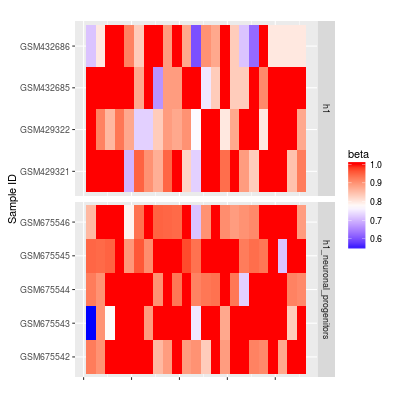 GSM432686
GSM432685
GSM429322
GSM429321
h1
GSM675546
GSM675545
GSM675544
GSM675543
GSM675542
h1_neuronal_progenitors
Sample ID
beta
1.0
0.9
0.8
0.7
0.6